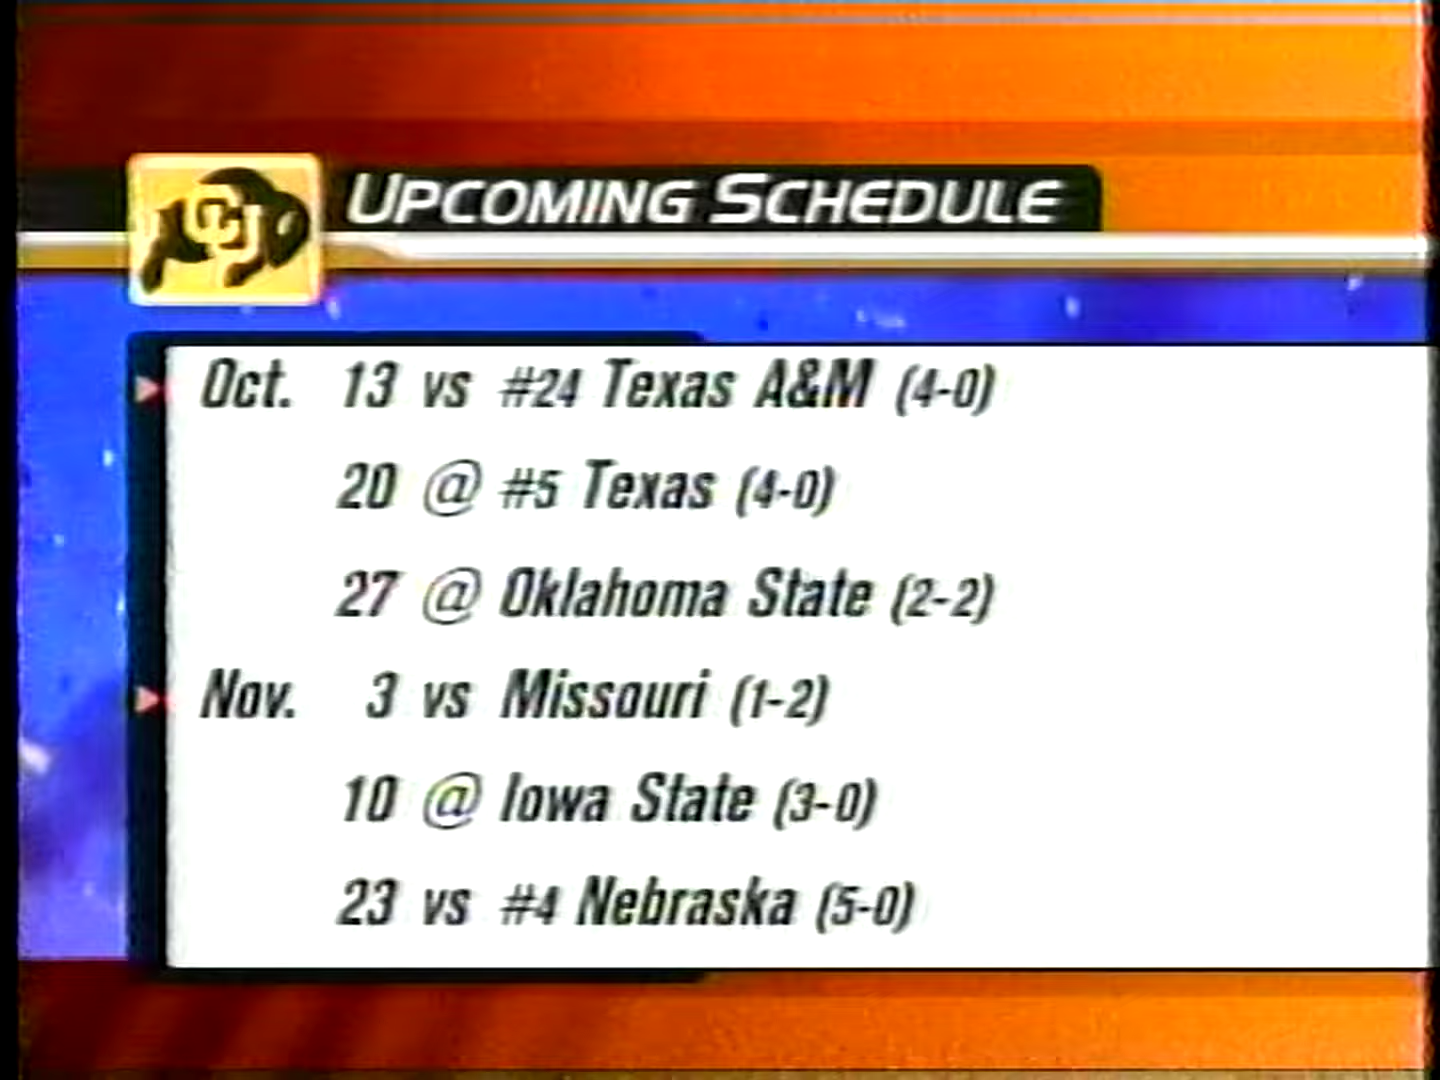 CU
UPCOMING SCHEDULE
Oct. 13 vs #24 Texas A&M (4-0)
20 @ #5 Texas (4-0)
27 @ Oklahoma State (2-2)
Nov. 3 vs Missouri (1-2)
10 @ Iowa State (3-0)
23 vs #4 Nebraska (5-0)